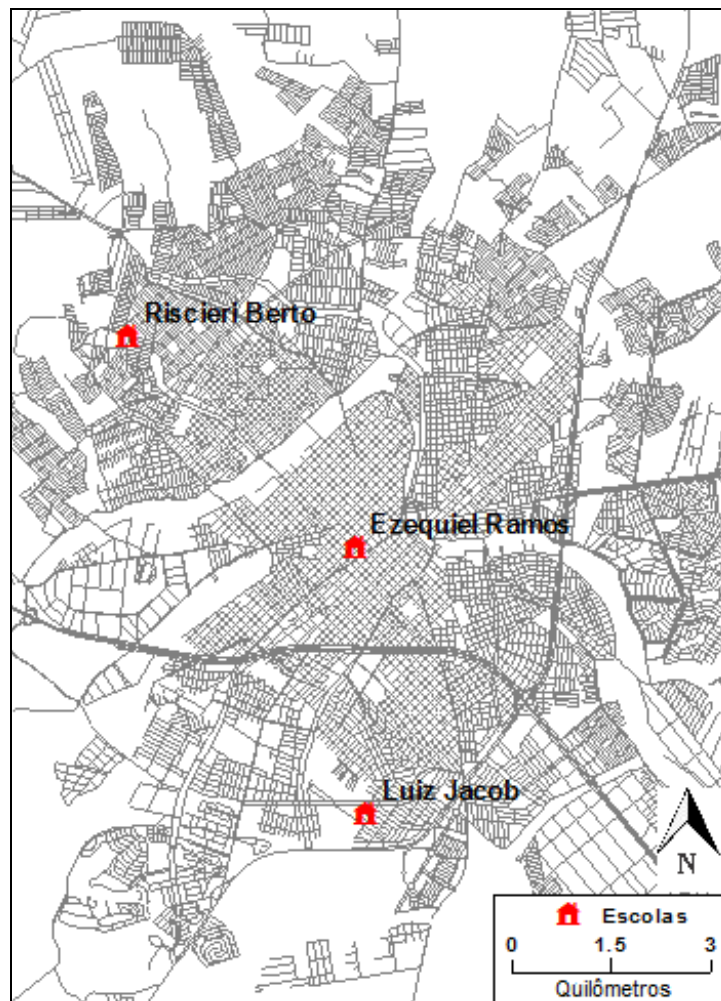 Riscieri Berto
Ezequiel Ramos
Luiz Jacob
N
Escolas
0 1.5 3
Quilômetros